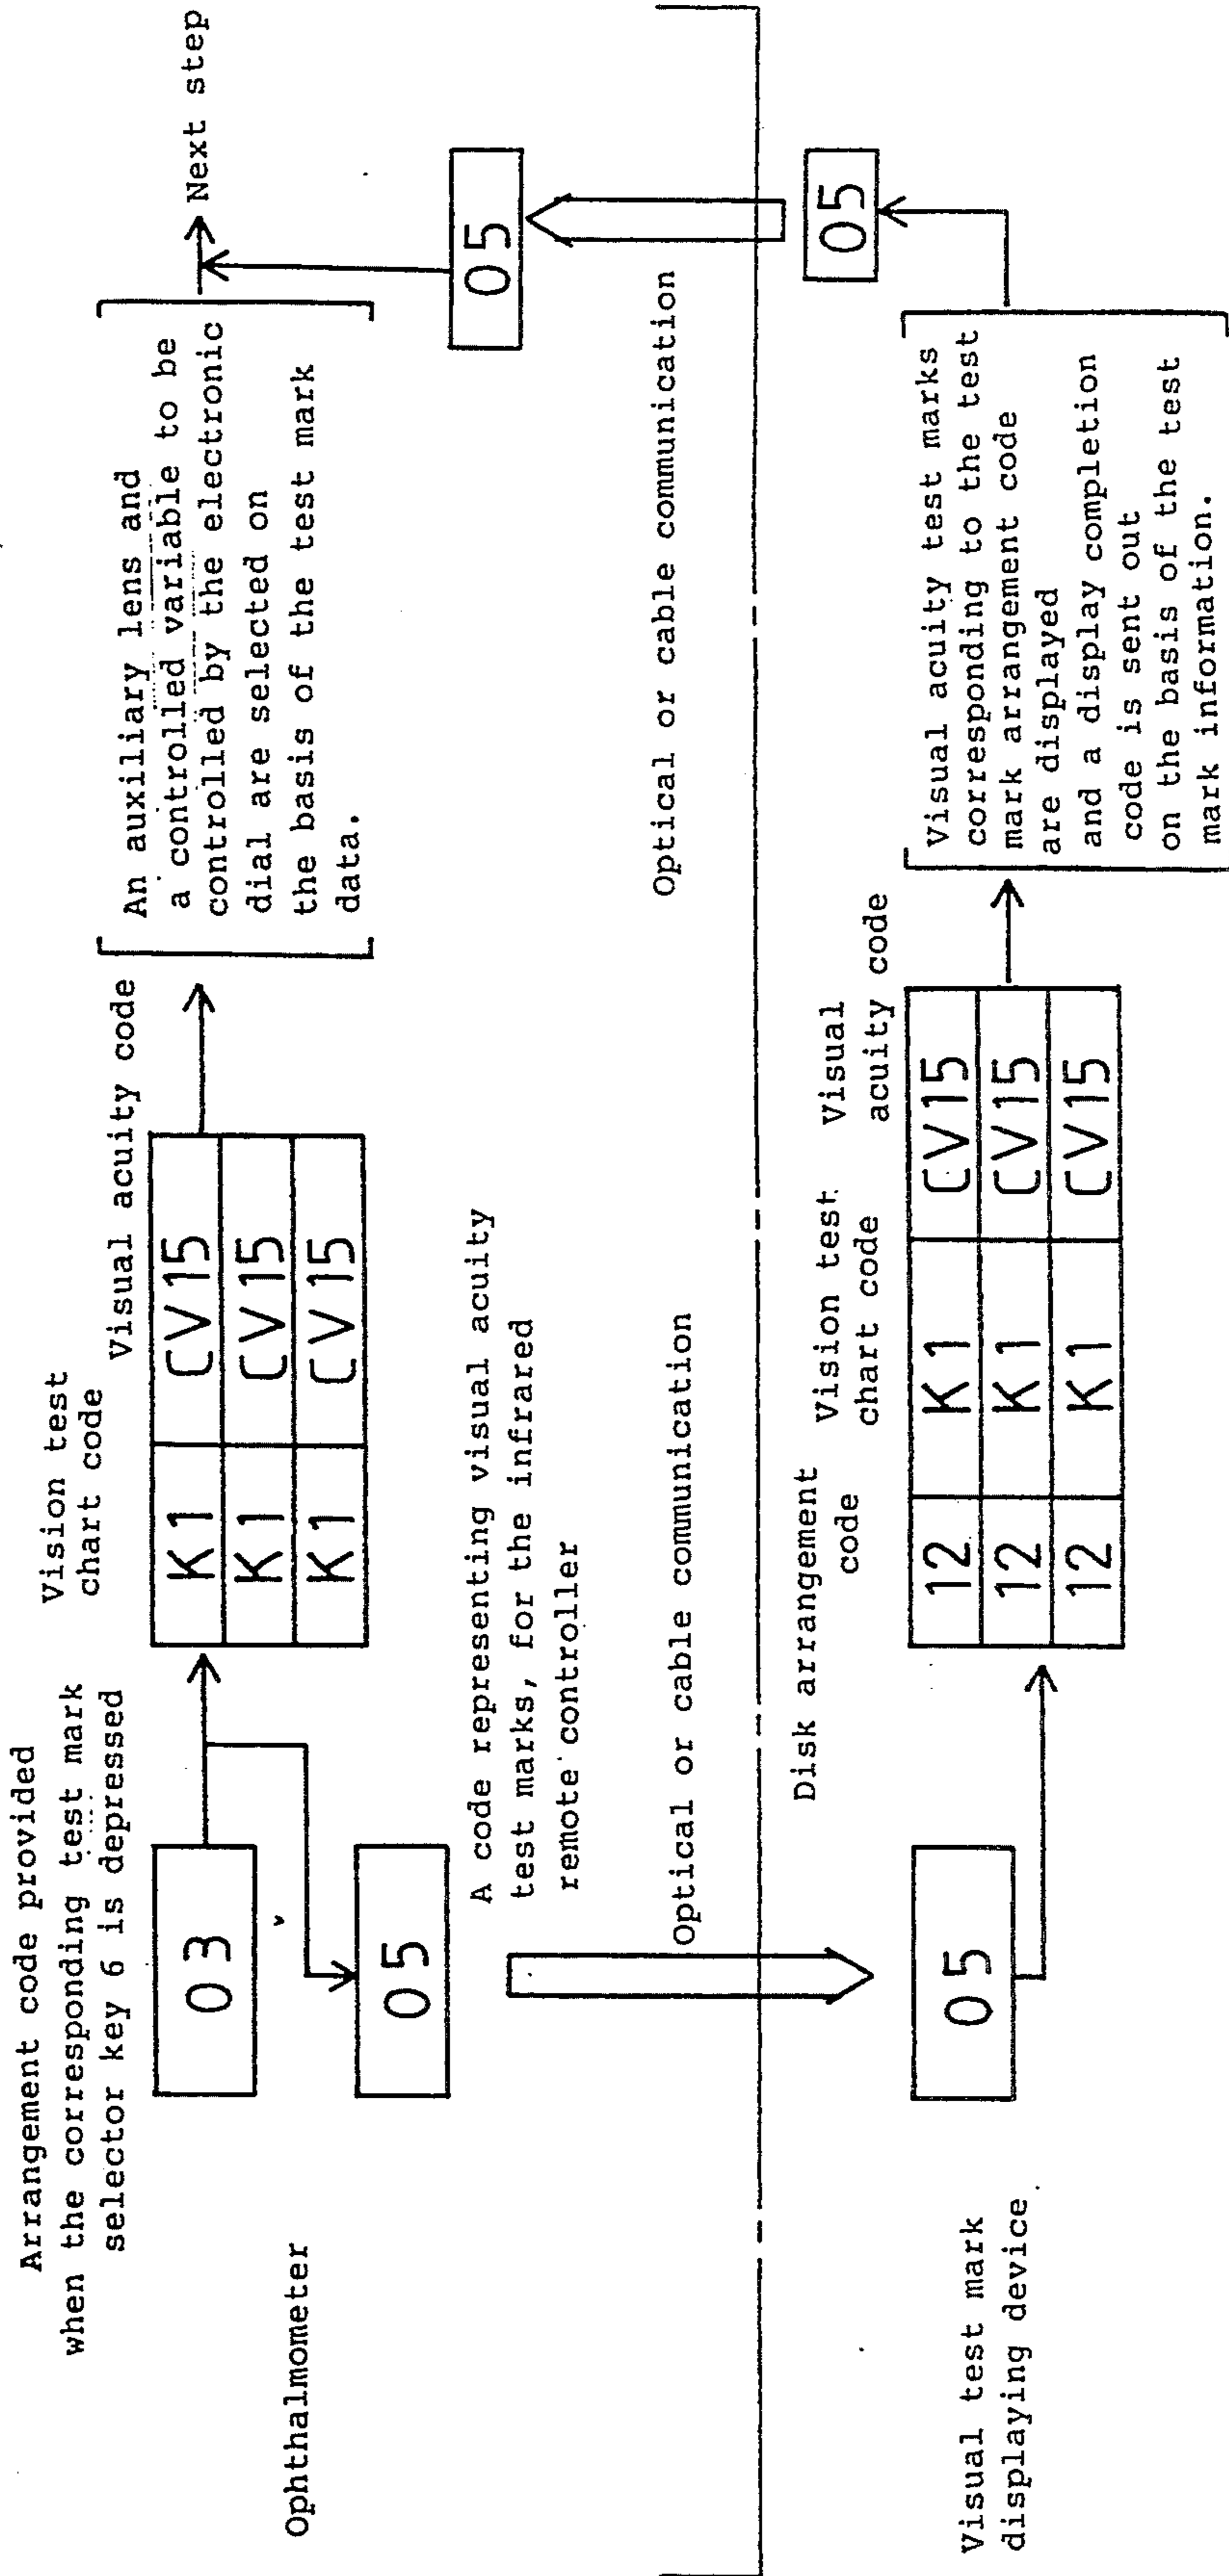 Arrangement code provided
when the corresponding test mark
selector key 6 is depressed
Ophthalmometer
03
05
Vision test
chart code
Visual acuity code
K1 CV15
K1 CV15
K1 CV15
An auxiliary lens and
a controlled variable to be
controlled by the electronic
dial are selected on
the basis of the test mark
data.
Next step
A code representing visual acuity
test marks, for the infrared
remote controller
05
Optical or cable communication
Optical or cable communication
Visual test mark
displaying device
05
Disk arrangement
code
Vision test
chart code
Visual
acuity code
12 K1 CV15
12 K1 CV15
12 K1 CV15
Visual acuity test marks
corresponding to the test
mark arrangement code
are displayed
and a display completion
code is sent out
on the basis of the test
mark information.
05